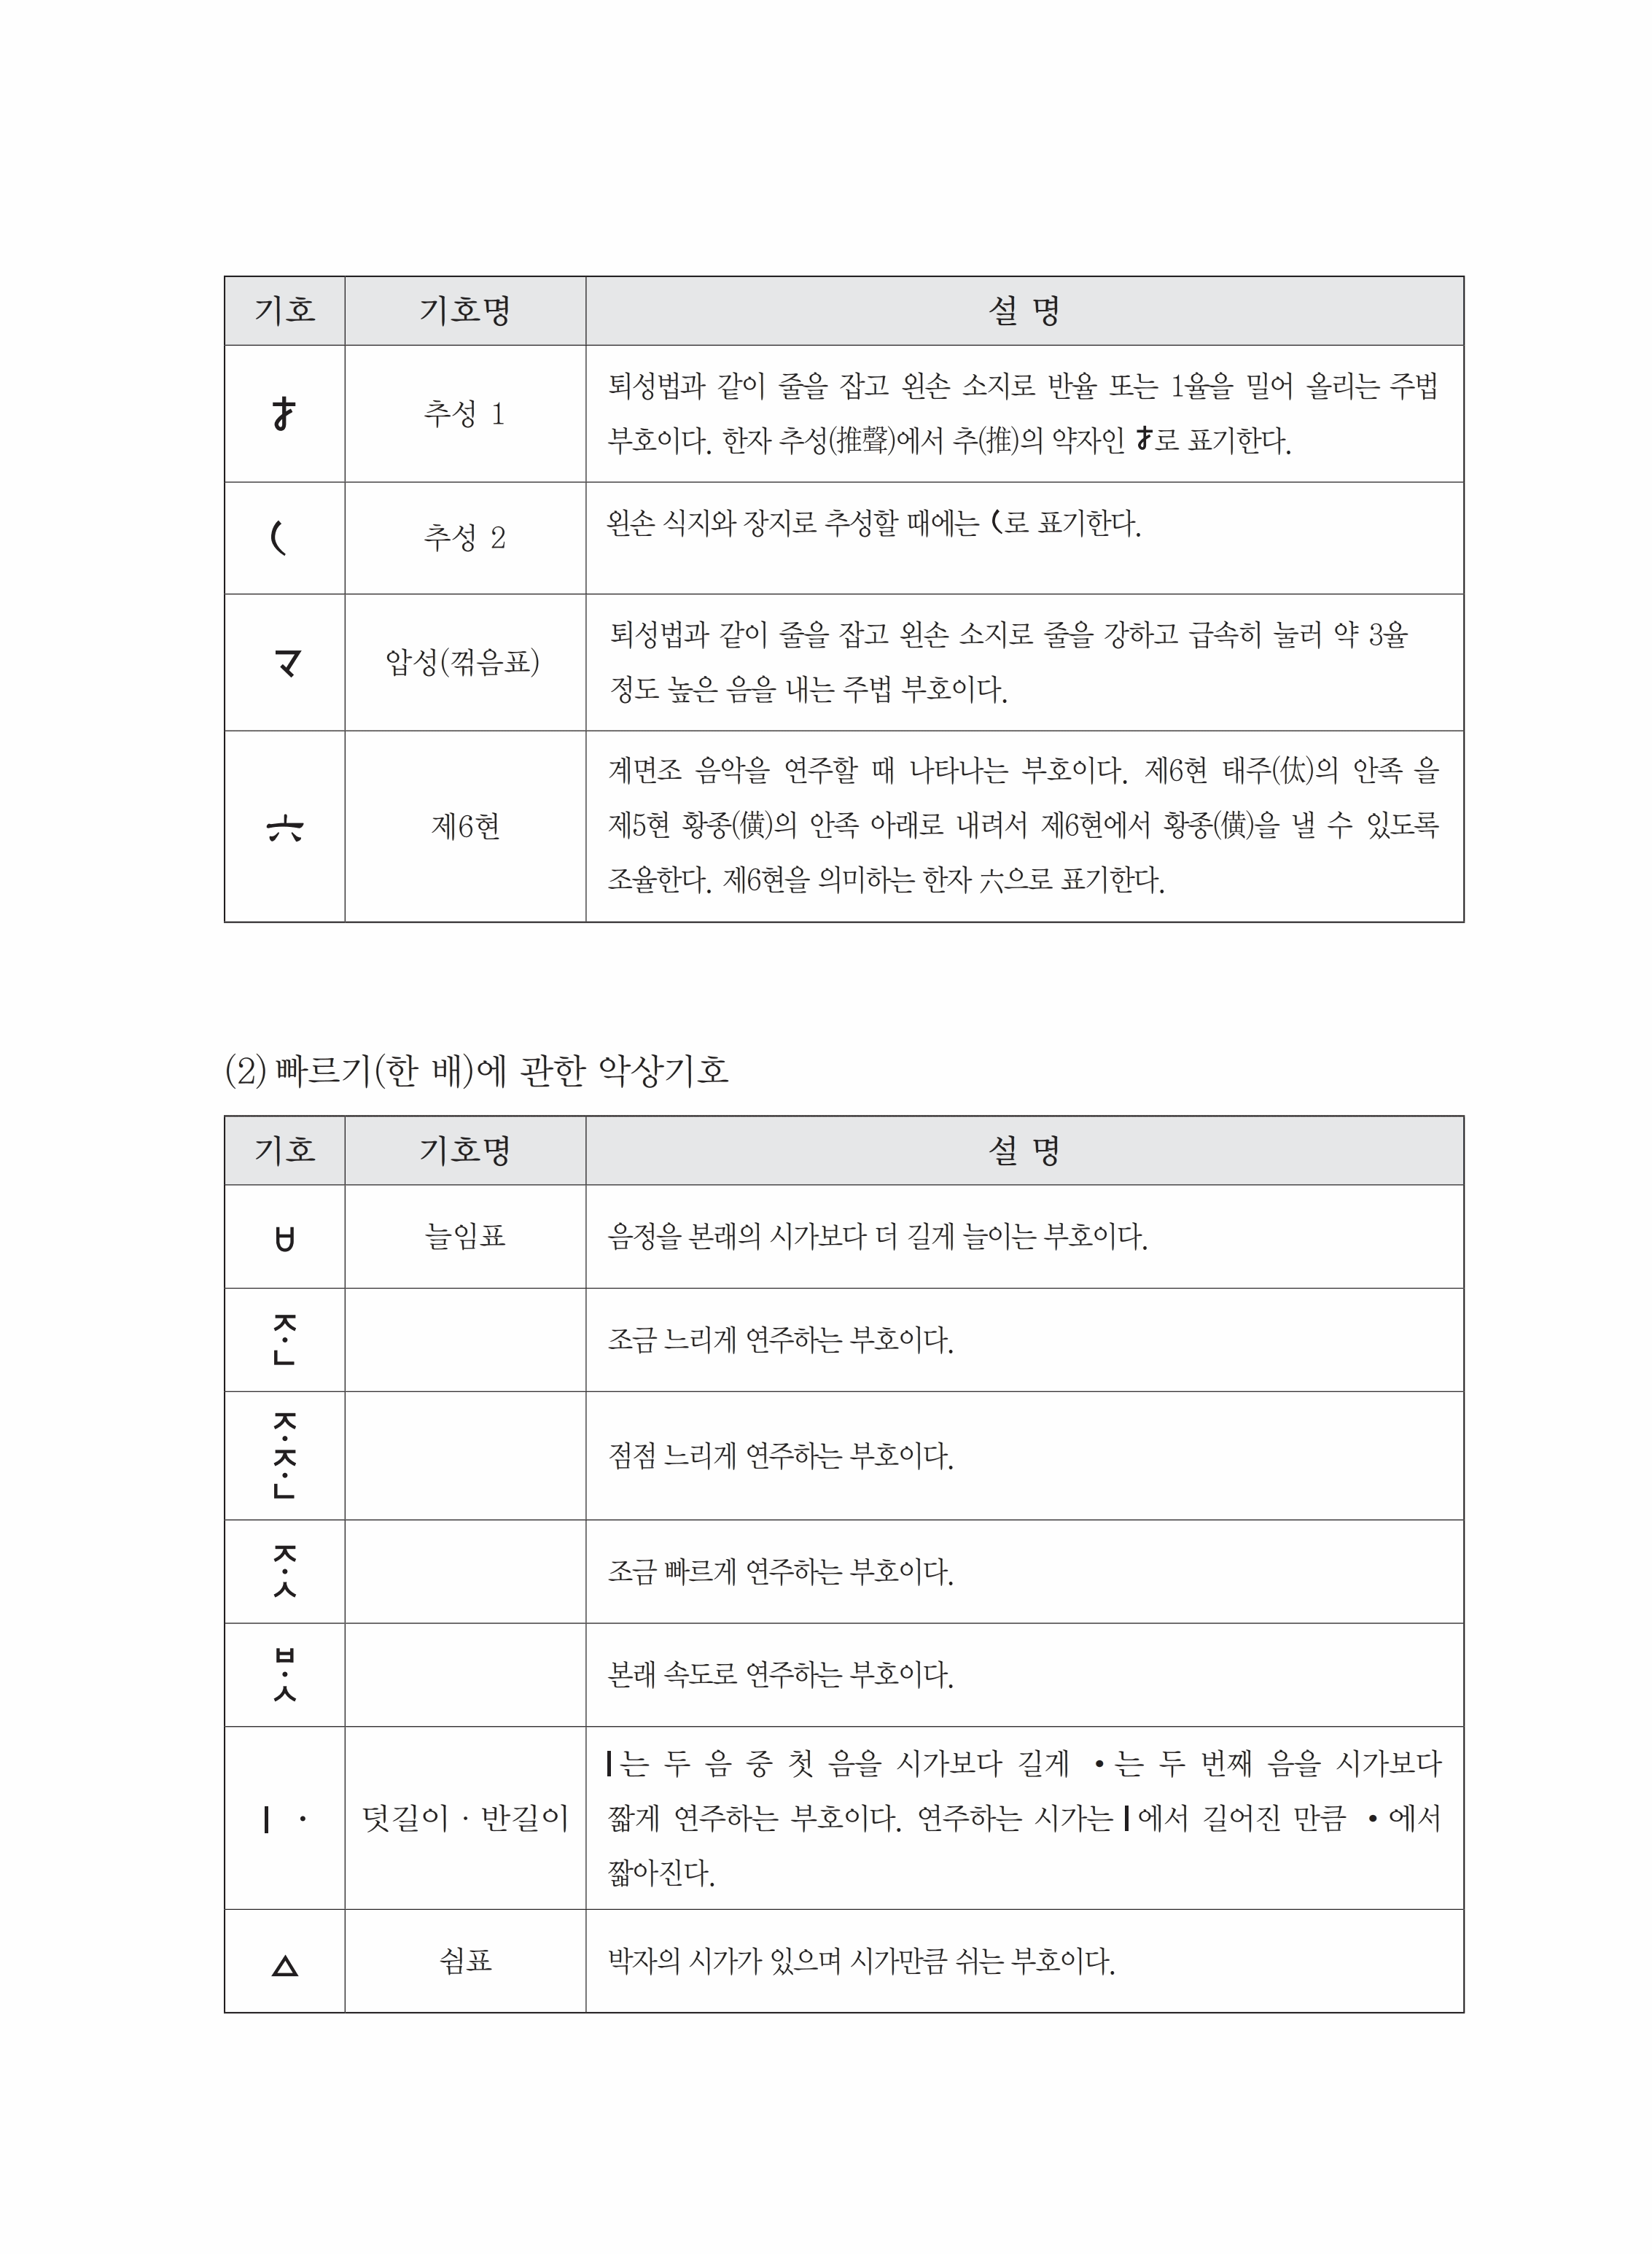 기호 기호명 설 명
추성 1
퇴성법과 같이 줄을 잡고 왼손 소지로 반율 또는 1율을 밀어 올리는 주법
부호이다. 한자 추성(推聲)에서 추(推)의 약자인 로 표기한다.
추성 2
왼손 식지와 장지로 추성할 때에는 로 표기한다.
マ 압성(꺾음표)
퇴성법과 같이 줄을 잡고 왼손 소지로 줄을 강하고 급속히 눌러 약 3율
정도 높은 음을 내는 주법 부호이다.
六 제6현
계면조 음악을 연주할 때 나타나는 부호이다. 제6현 태주(㑀)의 안족 을
제5현 황종(僙)의 안족 아래로 내려서 제6현에서 황종(僙)을 낼 수 있도록
조율한다. 제6현을 의미하는 한자 六으로 표기한다.
(2) 빠르기(한 배)에 관한 악상기호
기호 기호명 설 명
ㅂ 늘임표 음정을 본래의 시가보다 더 길게 늘이는 부호이다.
ㅈ
·
ㄴ
조금 느리게 연주하는 부호이다.
ㅈ
·
ㅈ
·
ㄴ
점점 느리게 연주하는 부호이다.
ㅈ
·
ㅅ
조금 빠르게 연주하는 부호이다.
ㅂ
·
ㅅ
본래 속도로 연주하는 부호이다.
ㅣ · 덧길이 · 반길이
ㅣ는 두 음 중 첫 음을 시가보다 길게 •는 두 번째 음을 시가보다
짧게 연주하는 부호이다. 연주하는 시가는ㅣ에서 길어진 만큼 •에서
짧아진다.
△ 쉼표 박자의 시가가 있으며 시가만큼 쉬는 부호이다.